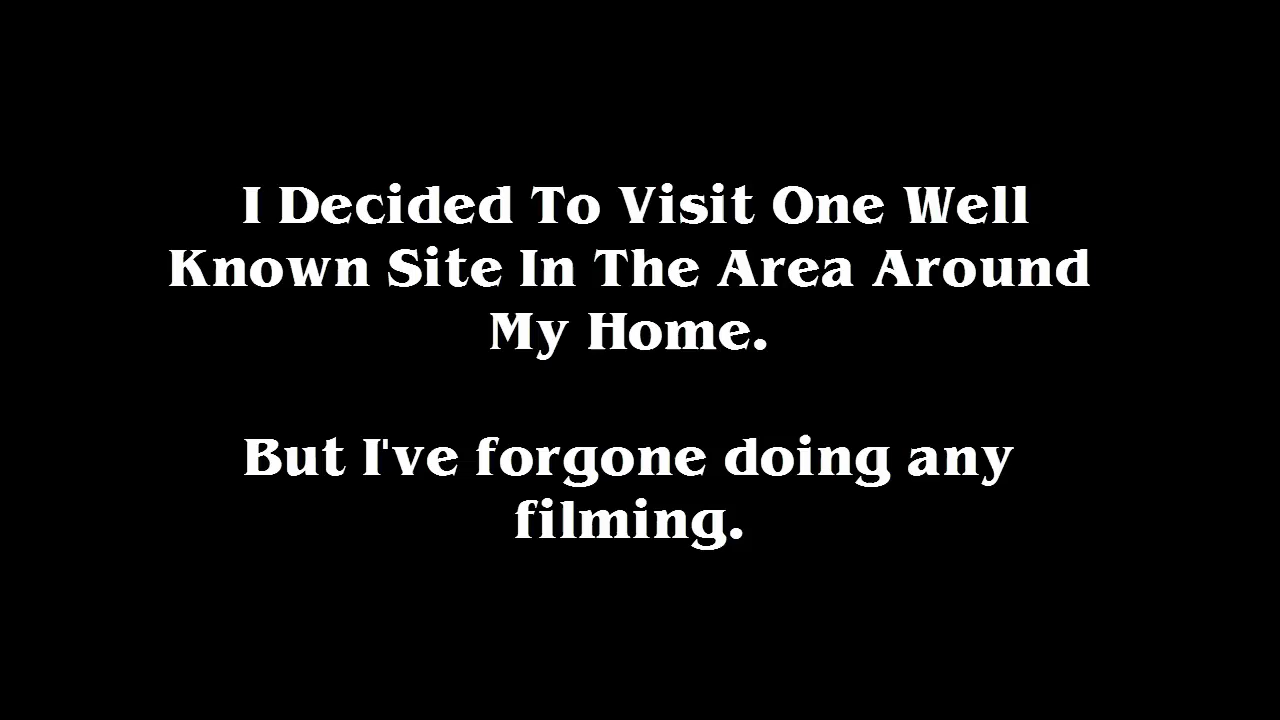 I Decided To Visit One Well
Known Site In The Area Around
My Home.
But I've forgone doing any
filming.